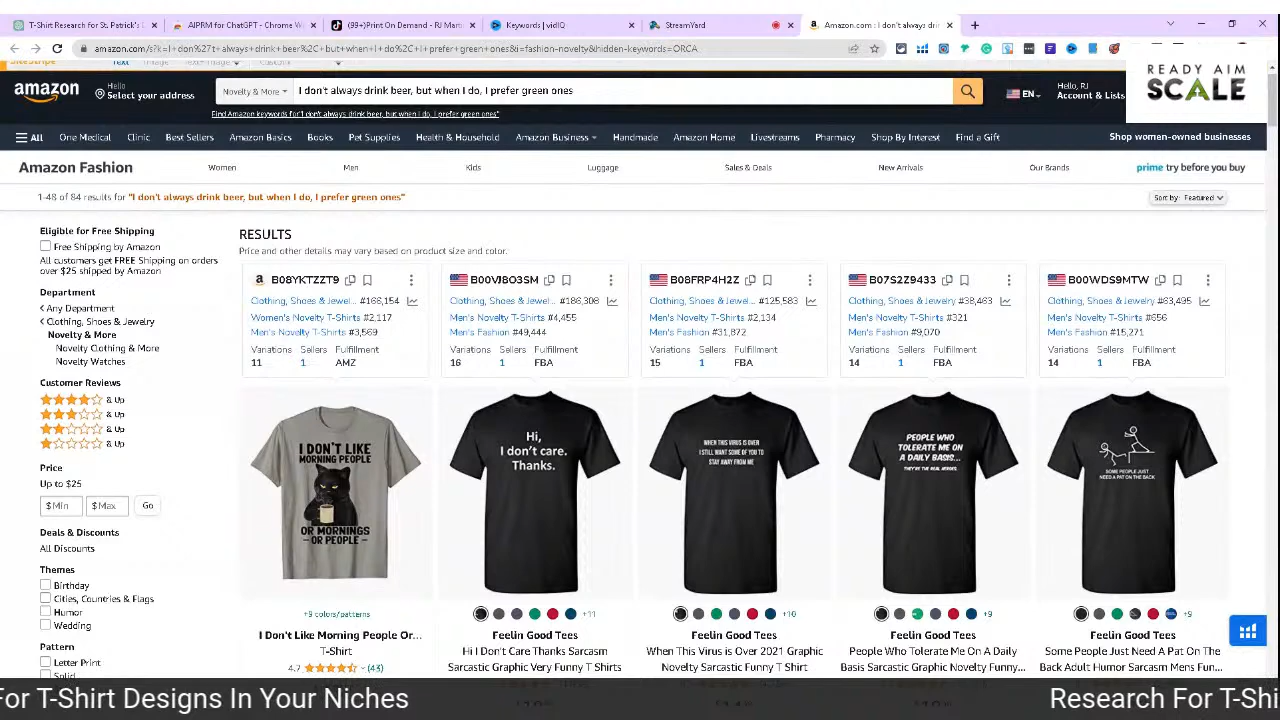 T-Shirt Research for St. Patrick's
AIPRM for ChatGPT - Chrome W
(99+)Print On Demand - RJ Mart
Keywords | vidIQ
StreamYard
Amazon.com : I don't always dri
amazon.com/s?k=I+don%27t+always+drink+beer%2C+but+when+I+do%2C+I+prefer+green+ones&i=fashion-novelty&hidden-keywords=ORCA
READY AIM
SCALE
amazon
Hello
Select your address
Novelty & More
I don't always drink beer, but when I do, I prefer green ones
EN
Hello, RJ
Account & Lists
Find Amazon keywords for"I don't always drink beer, but when I do, I prefer green ones"
All
One Medical
Clinic
Best Sellers
Amazon Basics
Books
Pet Supplies
Health & Household
Amazon Business
Handmade
Amazon Home
Livestreams
Pharmacy
Shop By Interest
Find a Gift
Shop women-owned businesses
Amazon Fashion
Women
Men
Kids
Luggage
Sales & Deals
New Arrivals
Our Brands
prime try before you buy
1-48 of 84 results for "I don't always drink beer, but when I do, I prefer green ones"
Sort by: Featured
Eligible for Free Shipping
Free Shipping by Amazon
All customers get FREE Shipping on orders
over $25 shipped by Amazon
Department
Any Department
Clothing, Shoes & Jewelry
Novelty & More
Novelty Clothing & More
Novelty Watches
Customer Reviews
& Up
& Up
& Up
& Up
Price
Up to $25
$ Min
$ Max
Go
Deals & Discounts
All Discounts
Themes
Birthday
Cities, Countries & Flags
Humor
Wedding
Pattern
Letter Print
Solid
RESULTS
Price and other details may vary based on product size and color.
B08YKTZZT9
Clothing, Shoes & Jewel... #166,154
Women's Novelty T-Shirts #2,117
Men's Novelty T-Shirts #3,569
Variations Sellers Fulfillment
11 1 AMZ
I DON'T LIKE
MORNING PEOPLE
OR MORNINGS
- OR PEOPLE -
+9 colors/patterns
I Don't Like Morning People Or...
T-Shirt
4.7 (43)
B00VJBO3SM
Clothing, Shoes & Jewel... #186,308
Men's Novelty T-Shirts #4,455
Men's Fashion #49,444
Variations Sellers Fulfillment
16 1 FBA
Hi,
I don't care.
Thanks.
+11
Feelin Good Tees
Hi I Don't Care Thanks Sarcasm
Sarcastic Graphic Very Funny T Shirts
B08FRP4H2Z
Clothing, Shoes & Jewel... #125,583
Men's Novelty T-Shirts #2,134
Men's Fashion #31,872
Variations Sellers Fulfillment
15 1 FBA
WHEN THIS VIRUS IS OVER
I STILL WANT SOME OF YOU TO
STAY AWAY FROM ME
+10
Feelin Good Tees
When This Virus is Over 2021 Graphic
Novelty Sarcastic Funny T Shirt
B07S2Z9433
Clothing, Shoes & Jewelry #38,463
Men's Novelty T-Shirts #321
Men's Fashion #9,070
Variations Sellers Fulfillment
14 1 FBA
PEOPLE WHO
TOLERATE ME ON
A DAILY BASIS...
THEY'RE THE REAL HEROES.
+9
Feelin Good Tees
People Who Tolerate Me On A Daily
Basis Sarcastic Graphic Novelty Funny...
B00WDS9MTW
Clothing, Shoes & Jewelry #63,495
Men's Novelty T-Shirts #656
Men's Fashion #15,271
Variations Sellers Fulfillment
14 1 FBA
SOME PEOPLE JUST
NEED A PAT ON THE BACK
+9
Feelin Good Tees
Some People Just Need A Pat On The
Back Adult Humor Sarcasm Mens Fun...
For T-Shirt Designs In Your Niches
Research For T-Shi